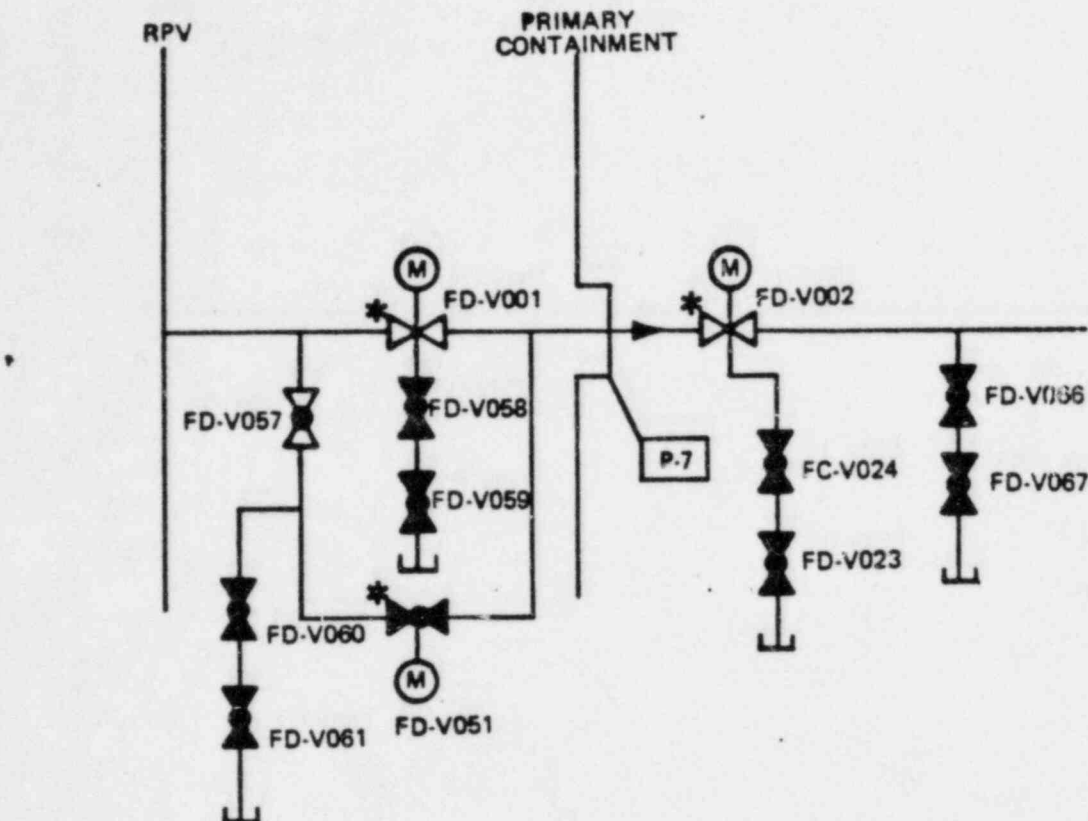 RPV
PRIMARY
CONTAINMENT
M
FD-V001
M
FD-V002
FD-V057
FD-V058
FD-V059
P-7
FC-V024
FD-V023
FD-V066
FD-V067
FD-V060
FD-V061
M
FD-V051